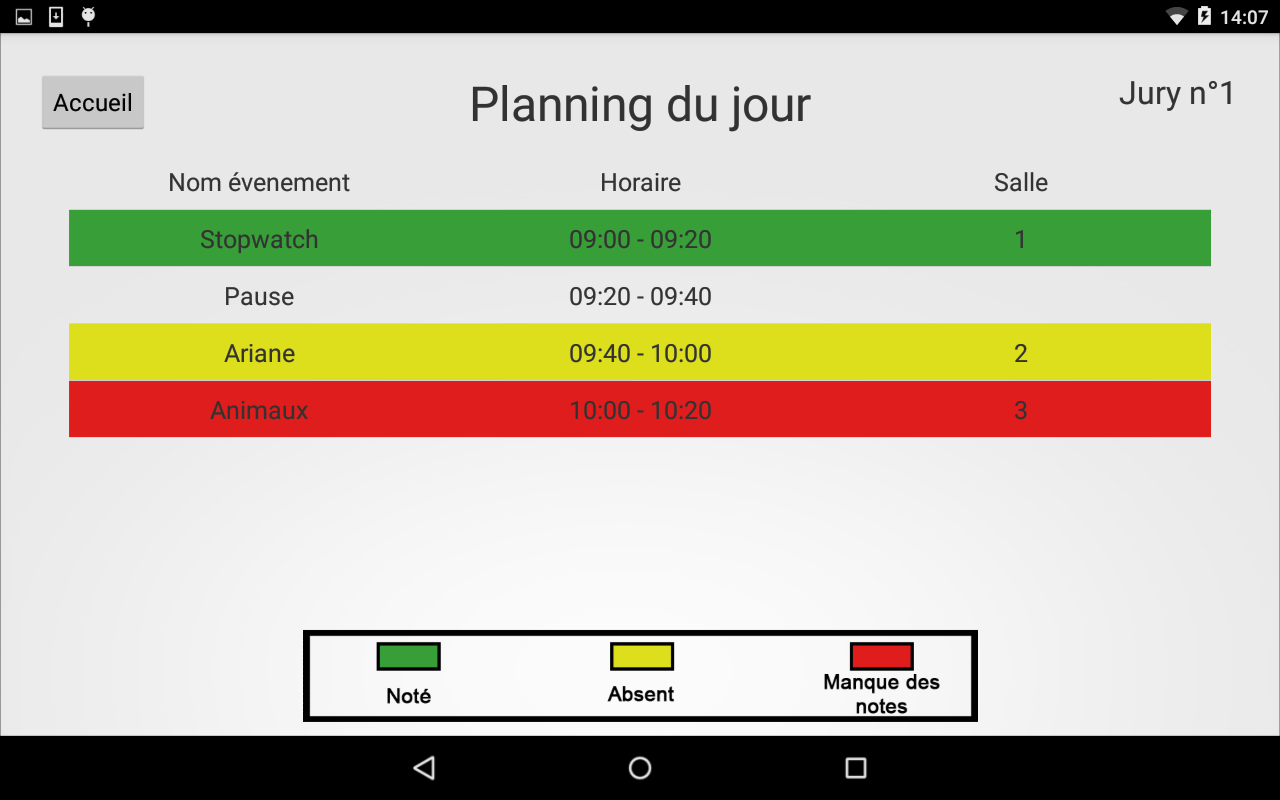 14:07
Accueil
Planning du jour
Jury n°1
Nom évenement Horaire Salle
Stopwatch 09:00 - 09:20 1
Pause 09:20 - 09:40
Ariane 09:40 - 10:00 2
Animaux 10:00 - 10:20 3
Noté
Absent
Manque des
notes